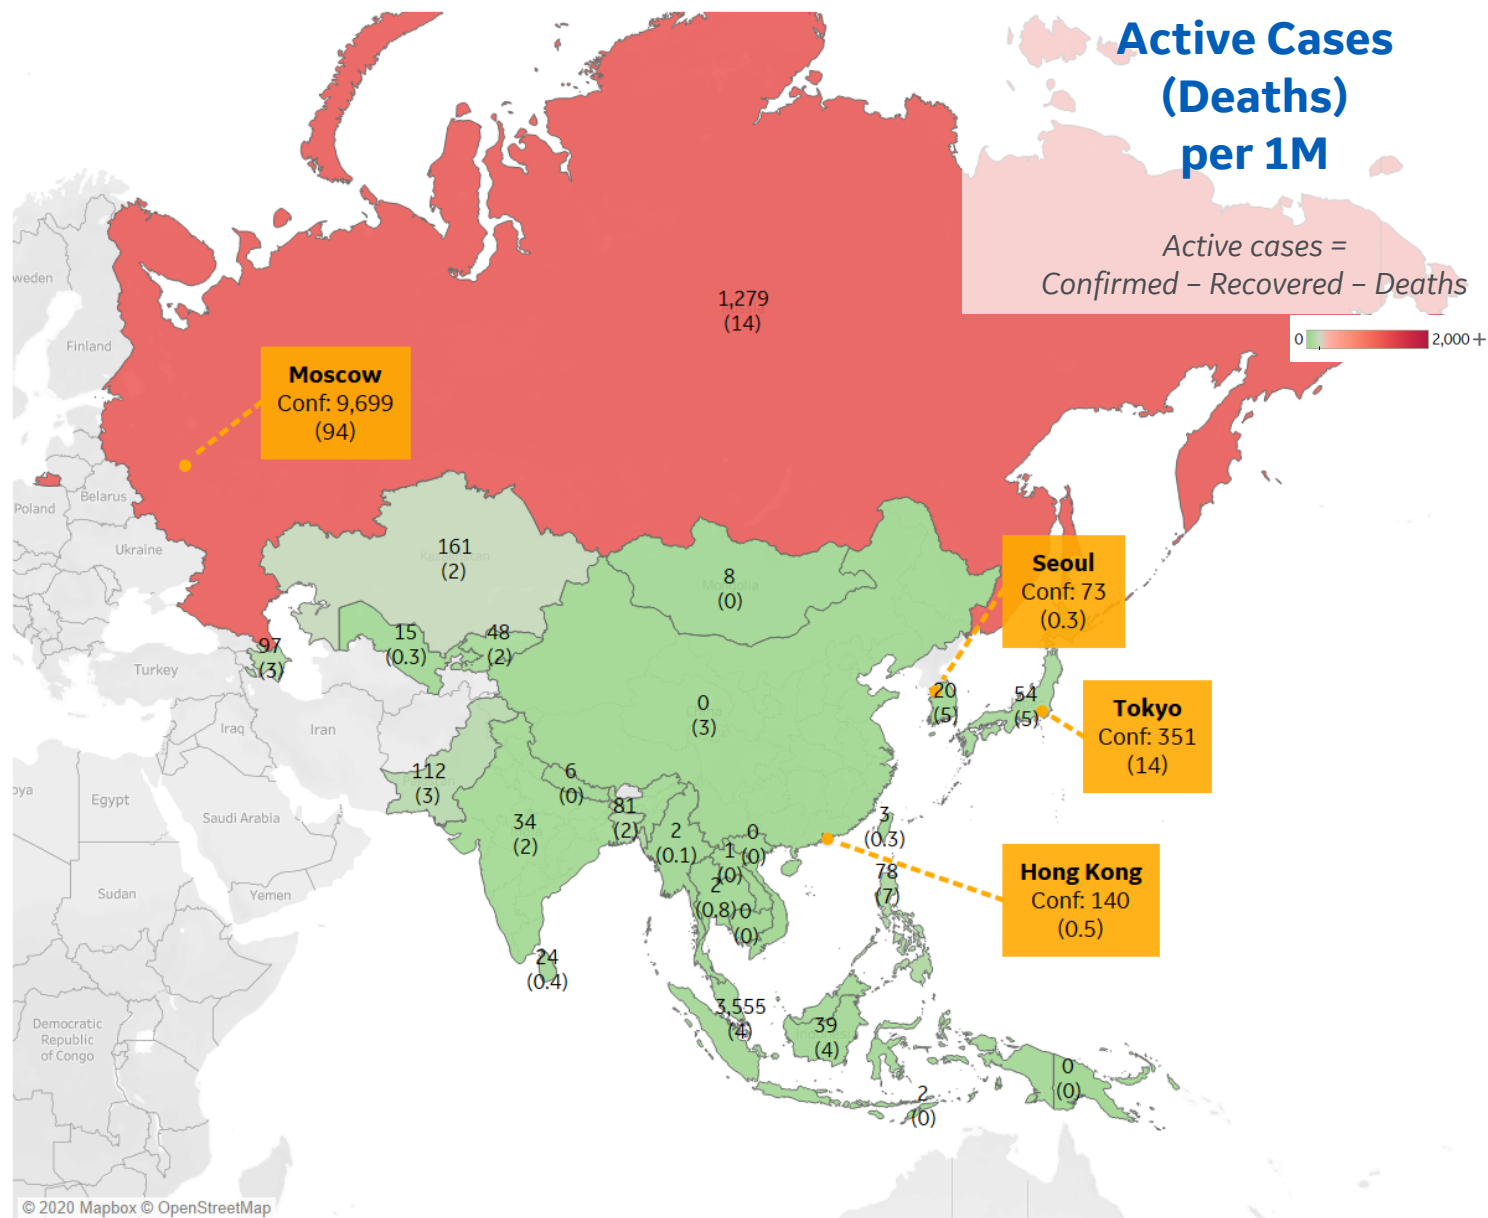 Active Cases
(Deaths)
per 1M
Active cases =
Confirmed – Recovered – Deaths
0
2,000 +
1,279
(14)
Moscow
Conf: 9,699
(94)
weden
Finland
Poland
Belarus
Ukraine
Turkey
Iraq
Iran
oya
Egypt
Saudi Arabia
Sudan
Yemen
Democratic
Republic
of Congo
161
(2)
8
(0)
Seoul
Conf: 73
(0.3)
97
(3)
15
(0.3)
48
(2)
0
(3)
20
(5)
54
(5)
Tokyo
Conf: 351
(14)
112
(3)
6
(0)
81
(2)
34
(2)
2
(0.1)
0
(0)
1
(0)
2
(0.8)
0
(0)
3
(0.3)
78
(7)
Hong Kong
Conf: 140
(0.5)
24
(0.4)
3,555
(4)
39
(4)
0
(0)
2
(0)
© 2020 Mapbox © OpenStreetMap